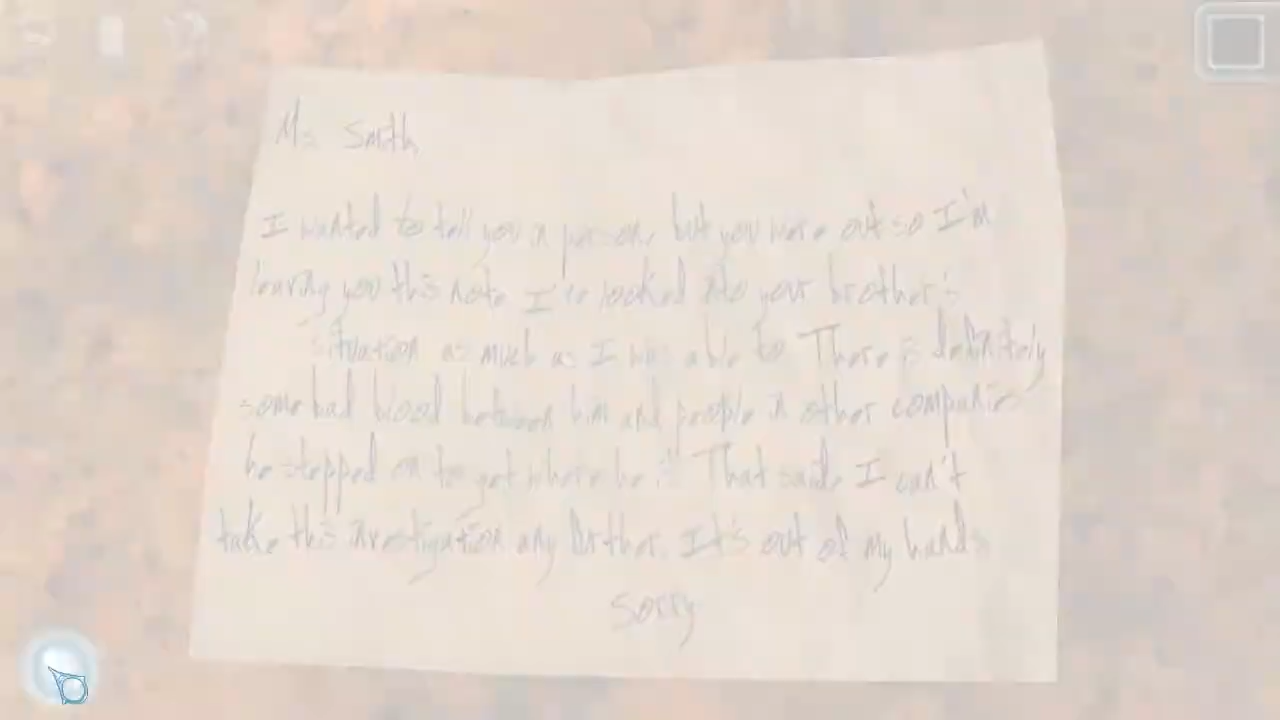 Ms Smith,
I wanted to tell you in person, but you were out so I'm
leaving you this note. I've looked into your brother's
situation as much as I was able to. There is definitely
some bad blood between him and people in other companies
he stepped on to get where he is. That said, I can't
take this investigation any further. It's out of my hands.
Sorry